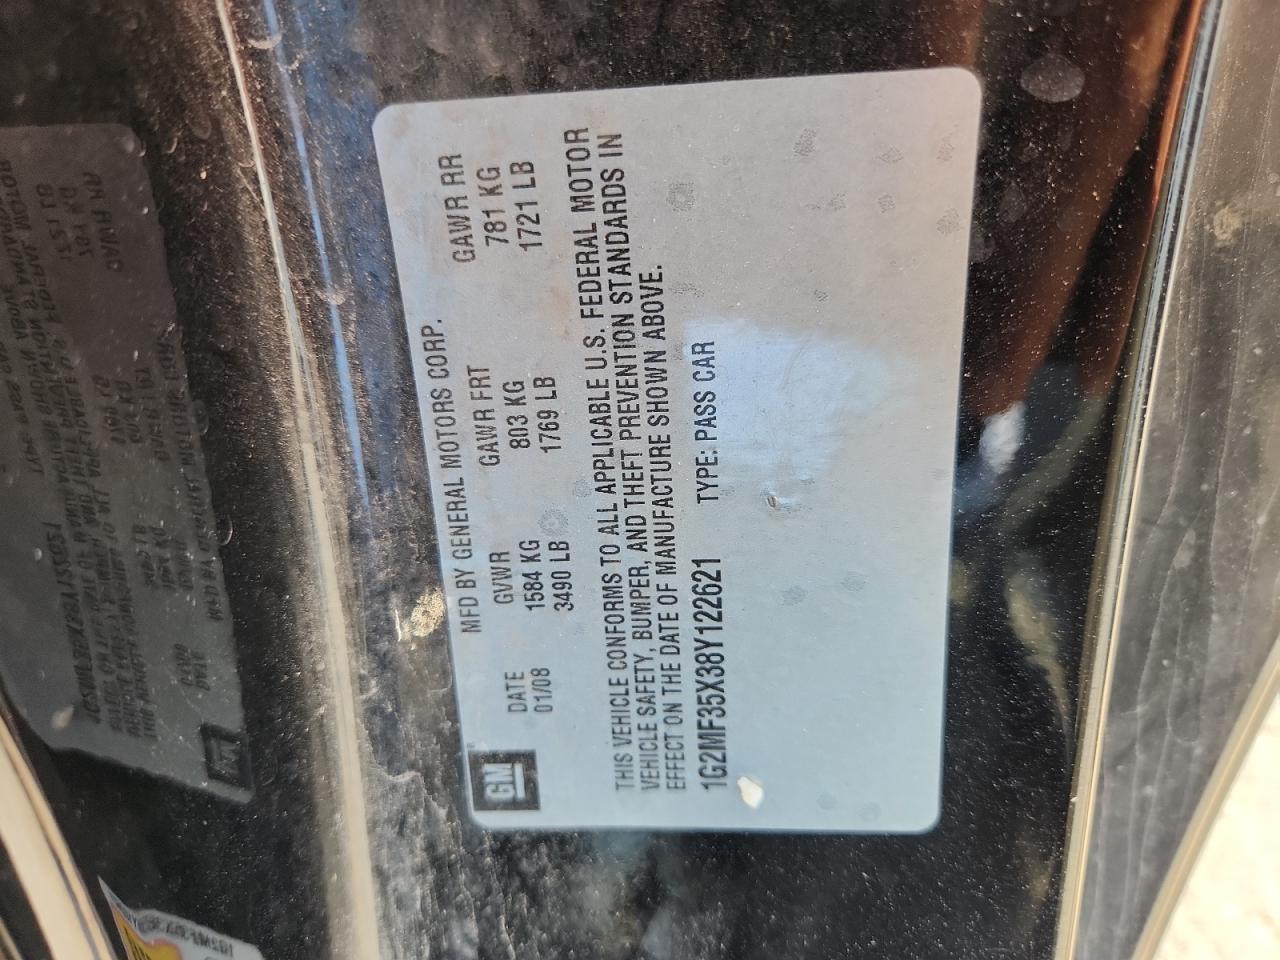 GM
MFD BY GENERAL MOTORS CORP.
DATE GVWR GAWR FRT GAWR RR
01/08 1584 KG 803 KG 781 KG
3490 LB 1769 LB 1721 LB
THIS VEHICLE CONFORMS TO ALL APPLICABLE U.S. FEDERAL MOTOR
VEHICLE SAFETY, BUMPER, AND THEFT PREVENTION STANDARDS IN
EFFECT ON THE DATE OF MANUFACTURE SHOWN ABOVE.
1G2MF35X38Y122621 TYPE: PASS CAR